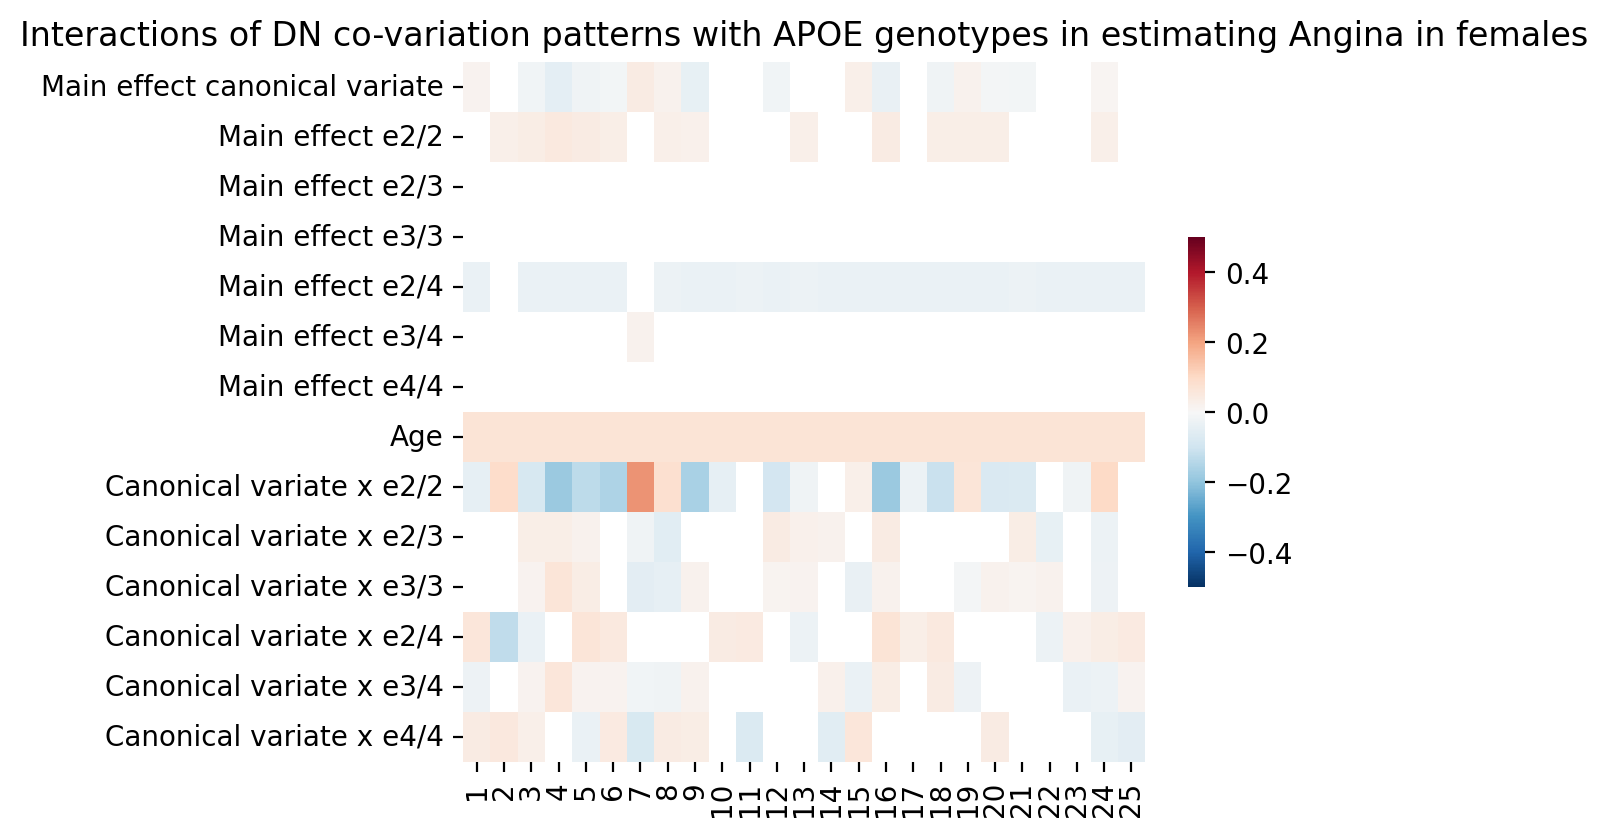 Interactions of DN co-variation patterns with APOE genotypes in estimating Angina in females
Main effect canonical variate
Main effect e2/2
Main effect e2/3
Main effect e3/3
Main effect e2/4
Main effect e3/4
Main effect e4/4
Age
Canonical variate x e2/2
Canonical variate x e2/3
Canonical variate x e3/3
Canonical variate x e2/4
Canonical variate x e3/4
Canonical variate x e4/4
1 2 3 4 5 6 7 8 9 10 11 12 13 14 15 16 17 18 19 20 21 22 23 24 25
0.4
0.2
0.0
−0.2
−0.4